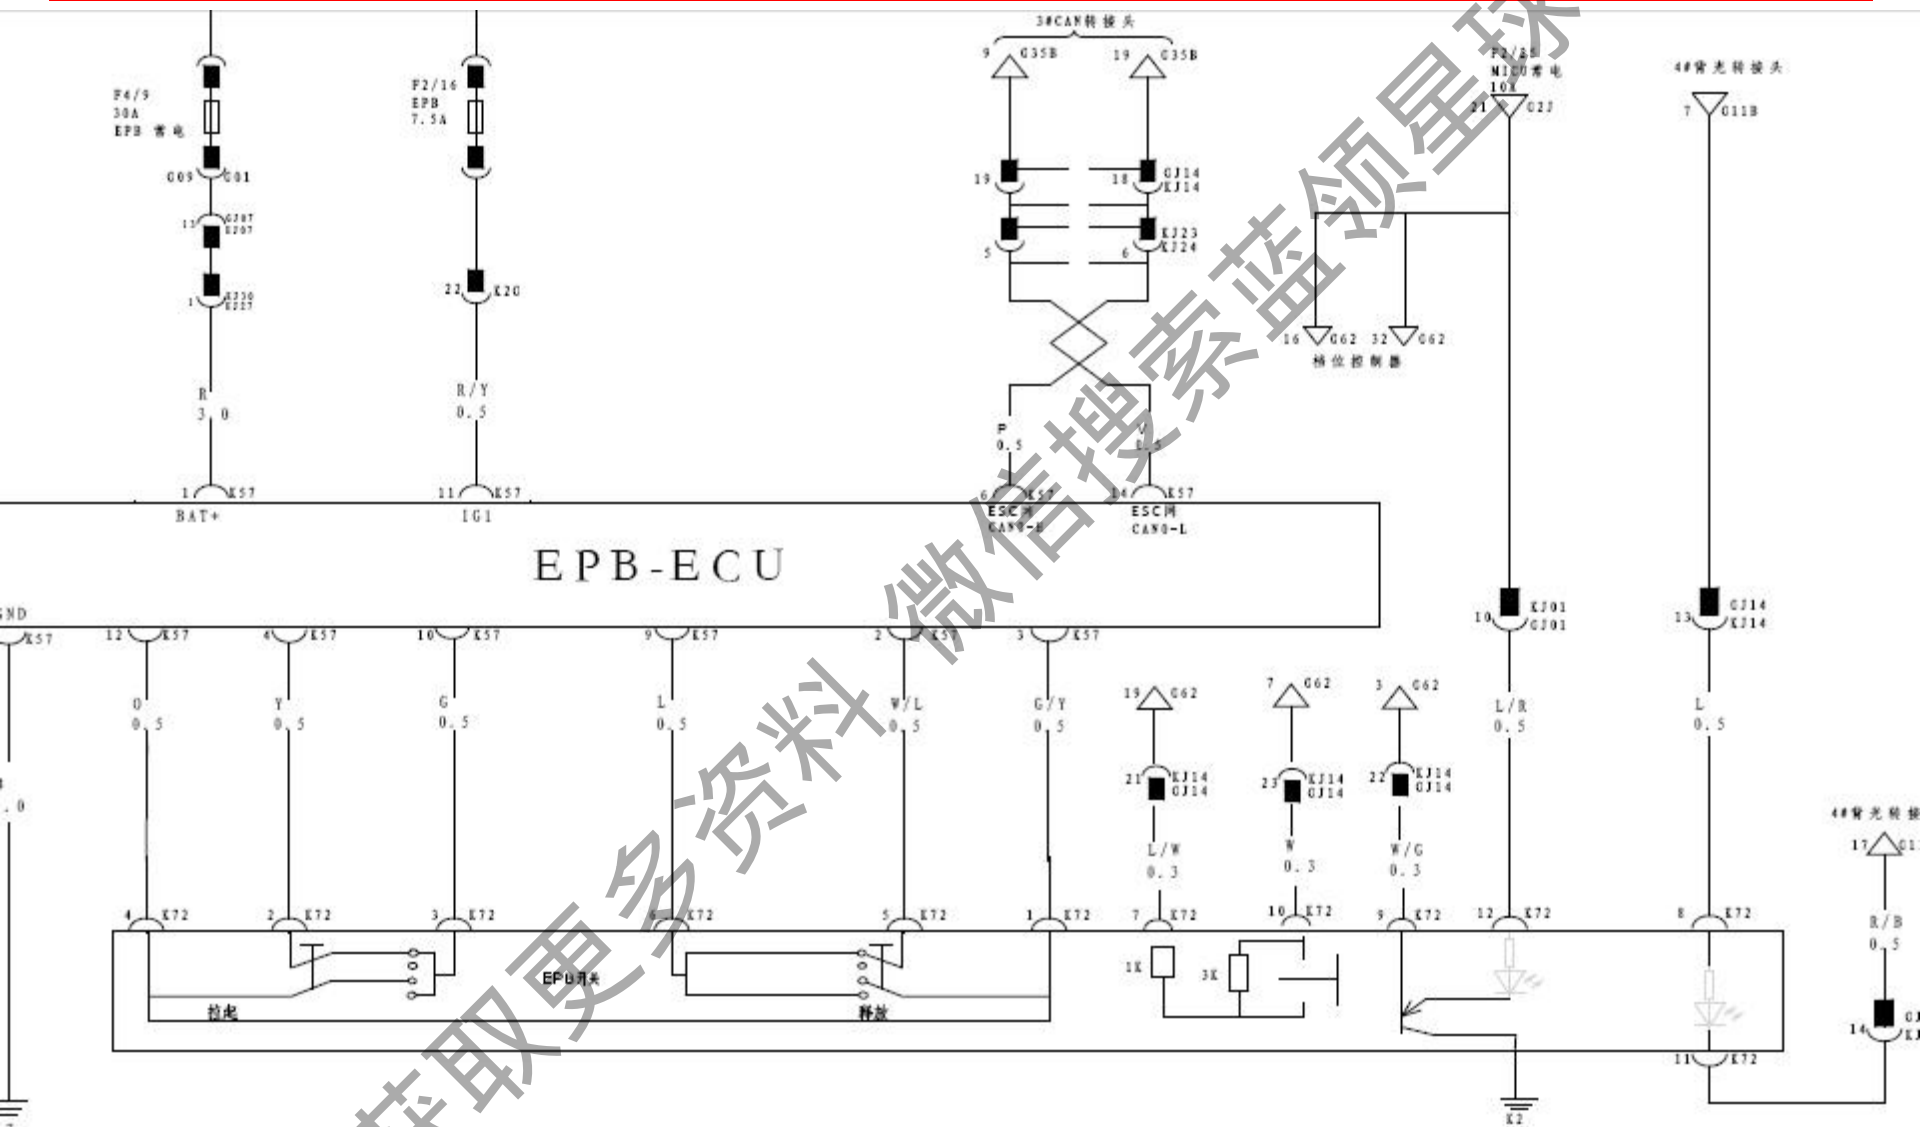 3#CAN转接头
9 G35B
19 G35B
F2/16
EPB
7.5A
F4/9
30A
EPB 常电
MICU常电
4#背光转接头
21 G2J
7 G11B
G09 G01
19
18 GJ14
KJ14
5
6 KJ23
KJ24
22 K20
16 G62 32 G62
档位控制器
R
3.0
R/Y
0.5
P
0.5
V
0.5
1 K57
11 K57
6 K57
14 K57
BAT+
IG1
ESC网
ESC网
CAN0-L
EPB-ECU
K57
12 K57
4 K57
10 K57
9 K57
2 K57
3 K57
10 KJ01
GJ01
13 GJ14
KJ14
O
0.5
Y
0.5
G
0.5
L
0.5
W/L
0.5
G/Y
0.5
19 G62
7 G62
3 G62
L/R
0.5
L
0.5
21 KJ14
GJ14
23 KJ14
GJ14
22 KJ14
GJ14
L/W
0.3
W
0.3
W/G
0.3
4#背光转接
17
4 K72
2 K72
3 K72
6 K72
5 K72
1 K72
7 K72
10 K72
9 K72
12 K72
8 K72
R/B
0.5
1K
3K
EPB开关
拉起
释放
14
11 K72
K2
获取更多资料 微信搜索蓝领星球